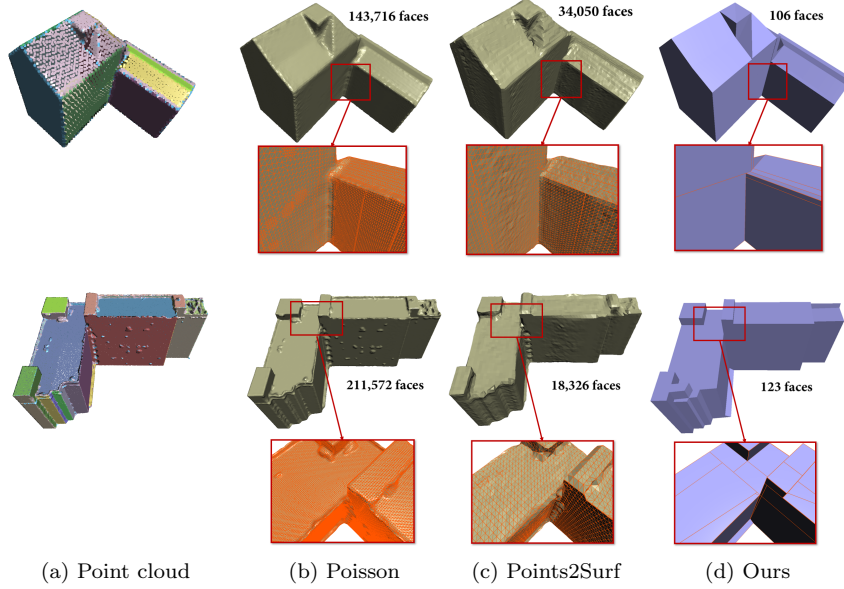 143,716 faces
34,050 faces
106 faces
211,572 faces
18,326 faces
123 faces
(a) Point cloud
(b) Poisson
(c) Points2Surf
(d) Ours